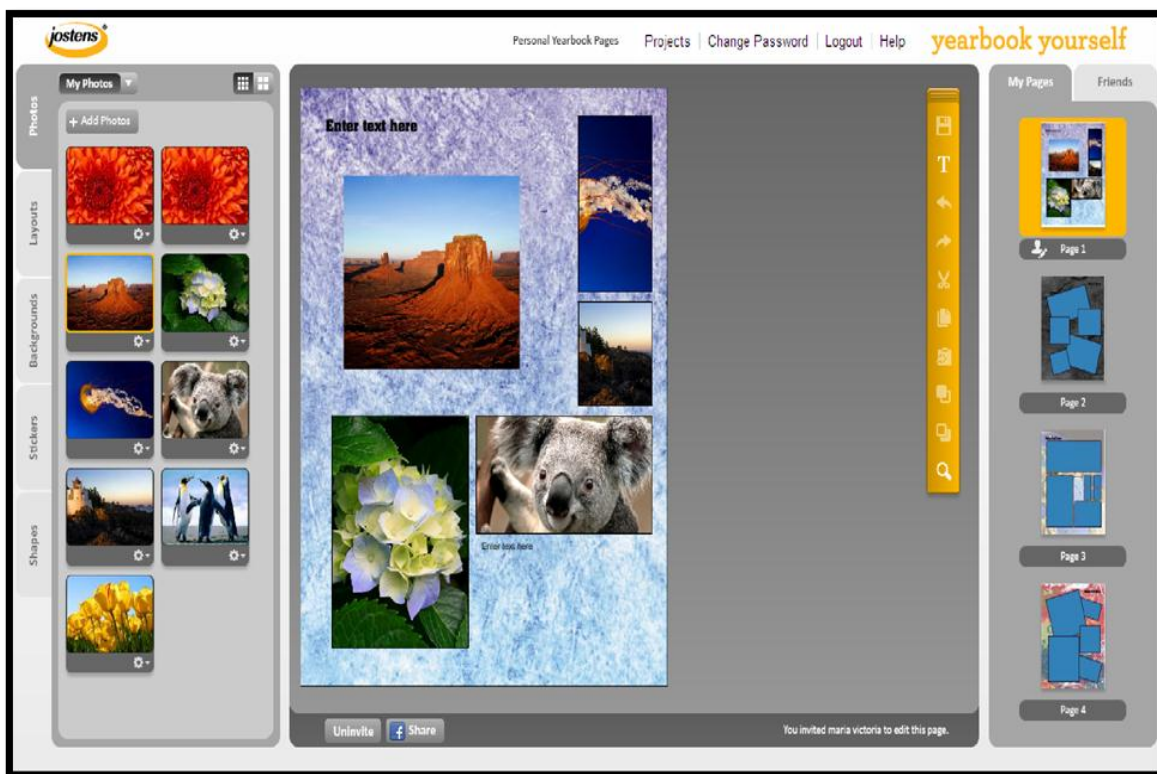 jostens
Personal Yearbook Pages
Projects | Change Password | Logout | Help
yearbook yourself
Photos
Layouts
Backgrounds
Stickers
Shapes
My Photos
+ Add Photos
Enter text here
Enter text here
T
Uninvite
f Share
You invited maria victoria to edit this page.
My Pages
Friends
Page 1
Page 2
Page 3
Page 4